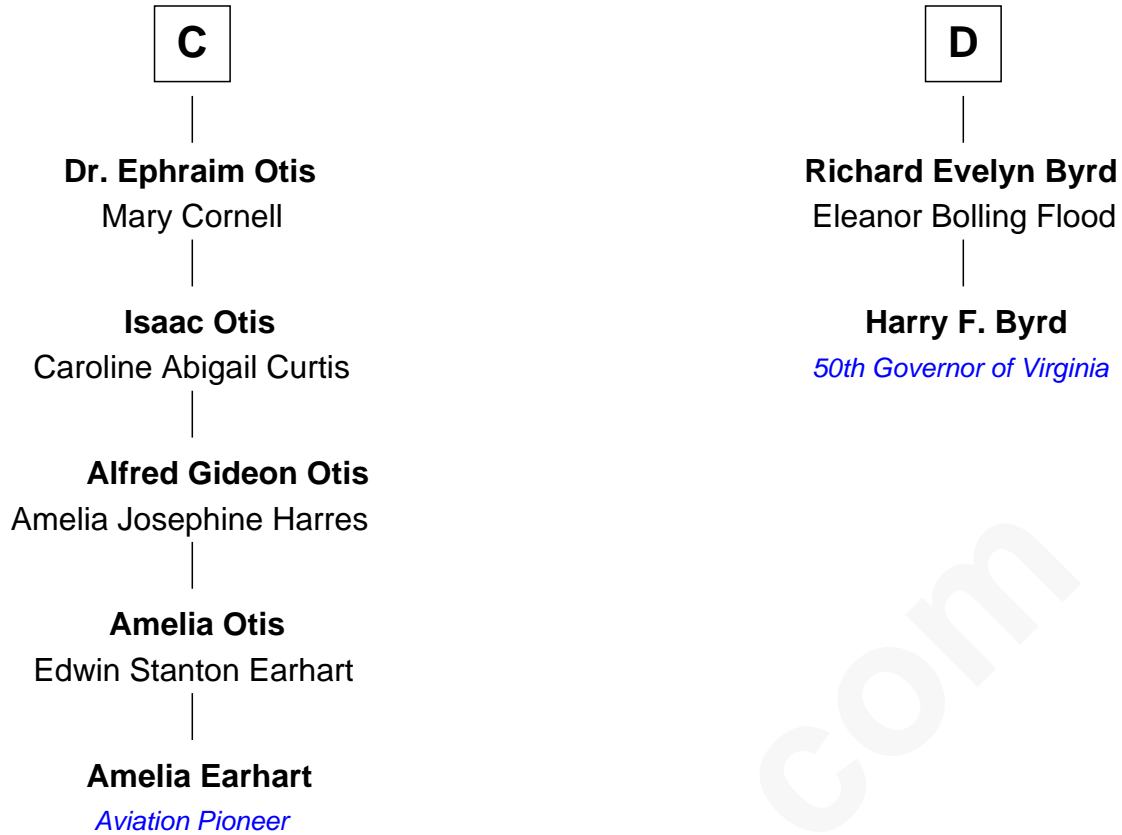 C
Dr. Ephraim Otis
Mary Cornell
Isaac Otis
Caroline Abigail Curtis
Alfred Gideon Otis
Amelia Josephine Harres
Amelia Otis
Edwin Stanton Earhart
Amelia Earhart
Aviation Pioneer
D
Richard Evelyn Byrd
Eleanor Bolling Flood
Harry F. Byrd
50th Governor of Virginia
com